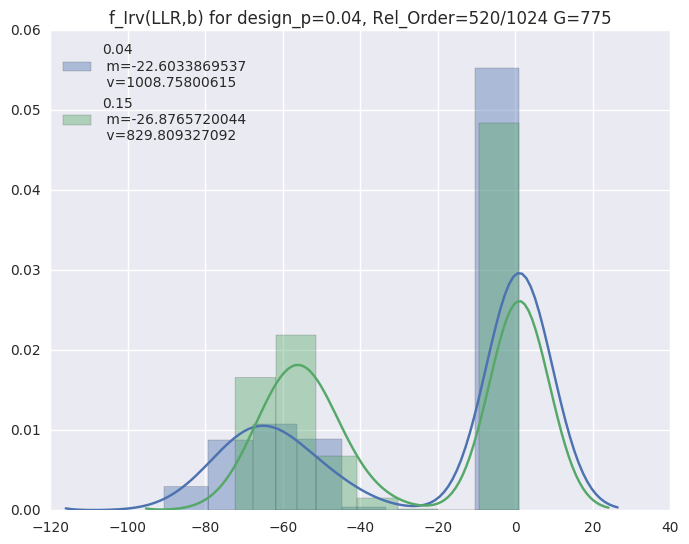 f_Irv(LLR,b) for design_p=0.04, Rel_Order=520/1024 G=775
0.04
m=-22.6033869537
v=1008.75800615
0.15
m=-26.8765720044
v=829.809327092
0.06
0.05
0.04
0.03
0.02
0.01
0.00
−120 −100 −80 −60 −40 −20 0 20 40